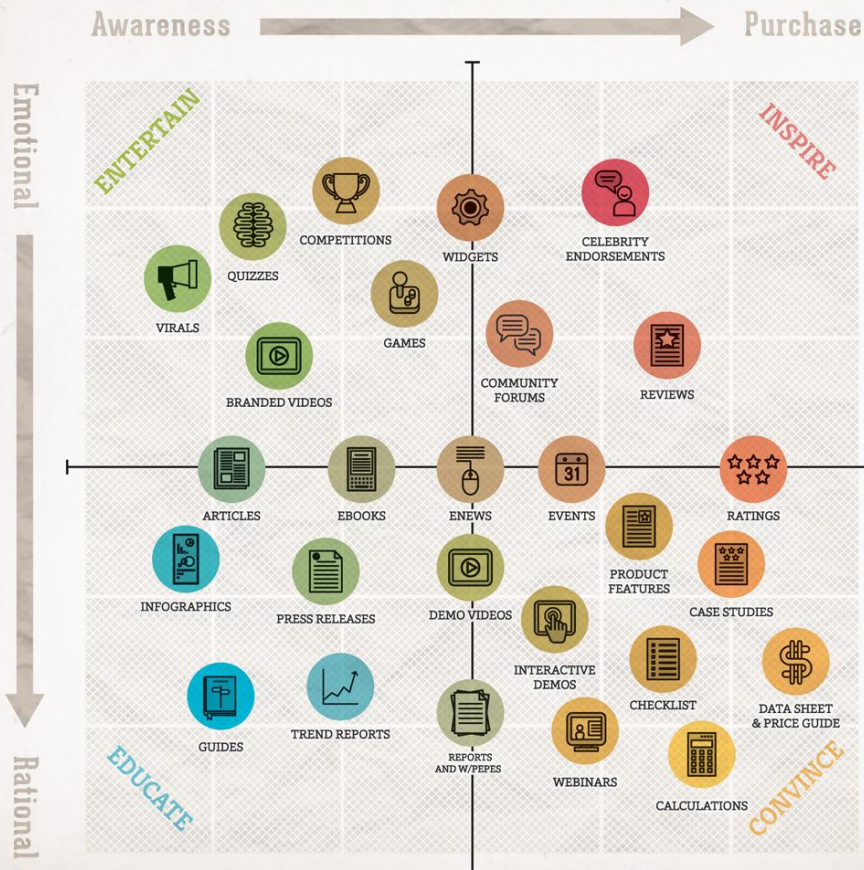 Awareness
Purchase
Emotional
Rational
ENTERTAIN
INSPIRE
COMPETITIONS
QUIZZES
WIDGETS
CELEBRITY
ENDORSEMENTS
VIRALS
GAMES
BRANDED VIDEOS
COMMUNITY
FORUMS
REVIEWS
31
ARTICLES
EBOOKS
ENEWS
EVENTS
RATINGS
INFOGRAPHICS
PRESS RELEASES
DEMO VIDEOS
PRODUCT
FEATURES
CASE STUDIES
INTERACTIVE
DEMOS
CHECKLIST
DATA SHEET
& PRICE GUIDE
GUIDES
TREND REPORTS
REPORTS
AND W/PEPES
WEBINARS
CALCULATIONS
EDUCATE
CONVINCE